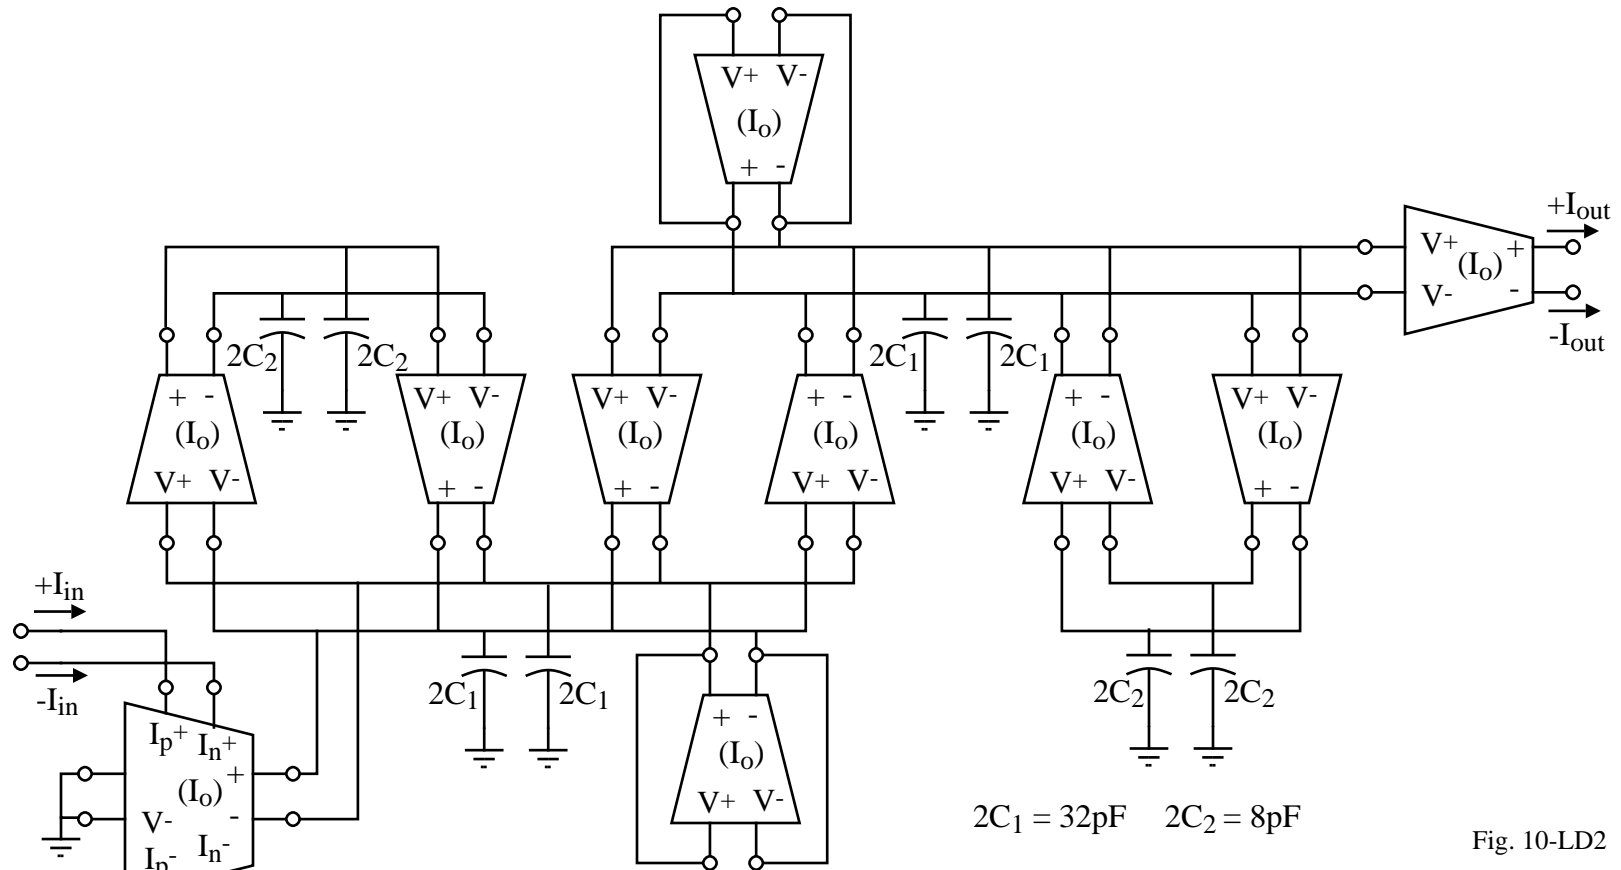 V+ V-
(Io)
+ -
+Iout
V+ +
(Io)
V- -
-Iout
2C2 2C2
2C1 2C1
+ -
(Io)
V+ V-
V+ V-
(Io)
+ -
V+ V-
(Io)
+ -
+ -
(Io)
V+ V-
+ -
(Io)
V+ V-
V+ V-
(Io)
+ -
+Iin
-Iin
Ip+ In+
(Io) +
V- -
Ip- In-
2C1 2C1
+ -
(Io)
V+ V-
2C2 2C2
2C1 = 32pF 2C2 = 8pF
Fig. 10-LD2